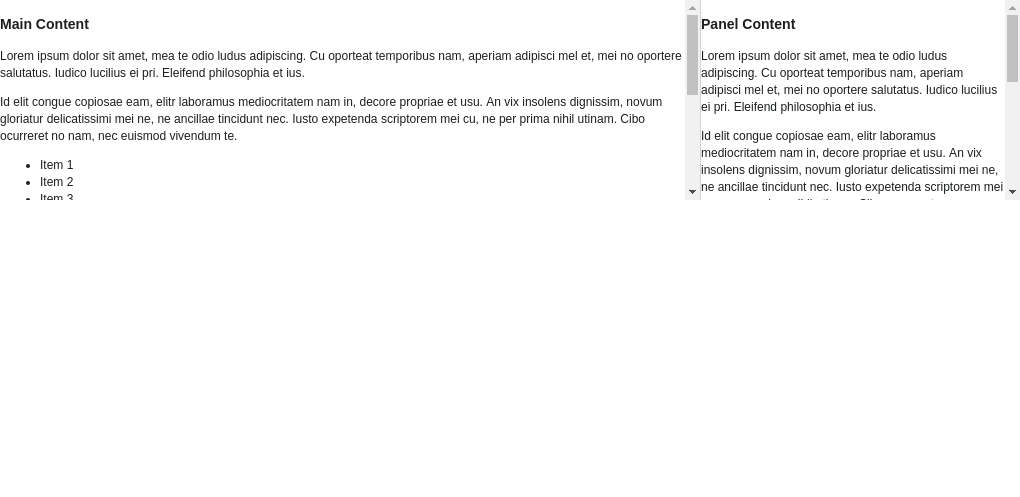 Main Content
Lorem ipsum dolor sit amet, mea te odio ludus adipiscing. Cu oporteat temporibus nam, aperiam adipisci mel et, mei no oportere
salutatus. Iudico lucilius ei pri. Eleifend philosophia et ius.
Id elit congue copiosae eam, elitr laboramus mediocritatem nam in, decore propriae et usu. An vix insolens dignissim, novum
gloriatur delicatissimi mei ne, ne ancillae tincidunt nec. Iusto expetenda scriptorem mei cu, ne per prima nihil utinam. Cibo
ocurreret no nam, nec euismod vivendum te.
• Item 1
• Item 2
• Item 3
Panel Content
Lorem ipsum dolor sit amet, mea te odio ludus
adipiscing. Cu oporteat temporibus nam, aperiam
adipisci mel et, mei no oportere salutatus. Iudico lucilius
ei pri. Eleifend philosophia et ius.
Id elit congue copiosae eam, elitr laboramus
mediocritatem nam in, decore propriae et usu. An vix
insolens dignissim, novum gloriatur delicatissimi mei ne,
ne ancillae tincidunt nec. Iusto expetenda scriptorem mei